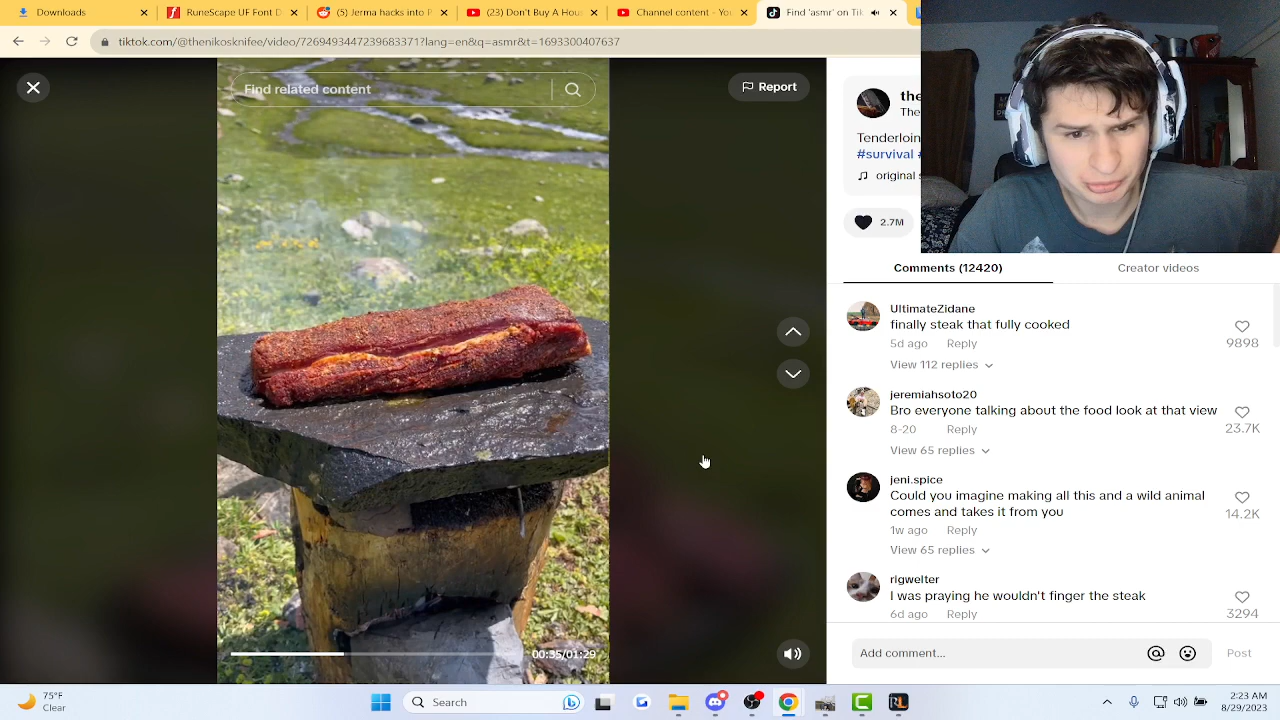 Downloads
RuneScape D
(5) Jerma hacks into P
(23) Don't Buy A Hous
Channel content - You
Find 'asmr' on Tik
tiktok.com/@thenikosknifee/video/7269493447239683371?lang=en&q=asmr&t=1693300407637
Find related content
Report
the
The
Tenderloin
#survival
original s
2.7M
Comments (12420)
Creator videos
UltimateZidane
finally steak that fully cooked
5d ago Reply
9898
View 112 replies
jeremiahsoto20
Bro everyone talking about the food look at that view
8-20 Reply
23.7K
View 65 replies
jeni.spice
Could you imagine making all this and a wild animal
comes and takes it from you
1w ago Reply
14.2K
View 65 replies
rigwelter
I was praying he wouldn't finger the steak
6d ago Reply
3294
00:35/01:29
Add comment...
Post
75°F
Clear
Search
2:23 AM
8/29/2023